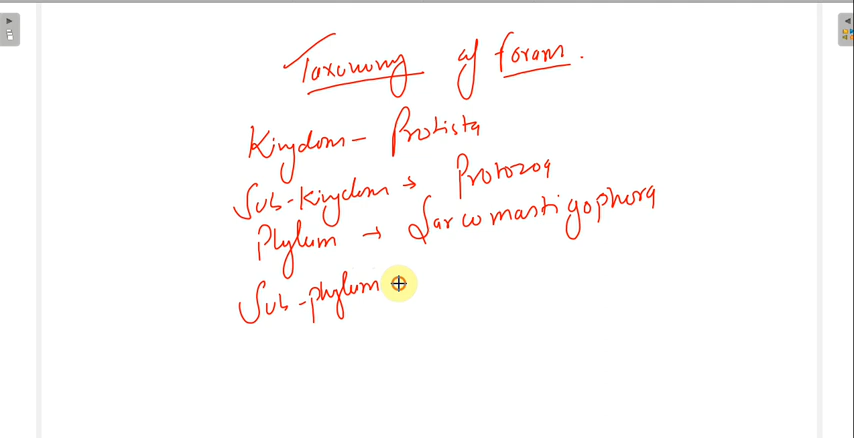 Taxonomy of foram.
Kingdom - Protista
Sub-kingdom → Protozoa
Phylum → Sarcomastigophora
Sub-phylum